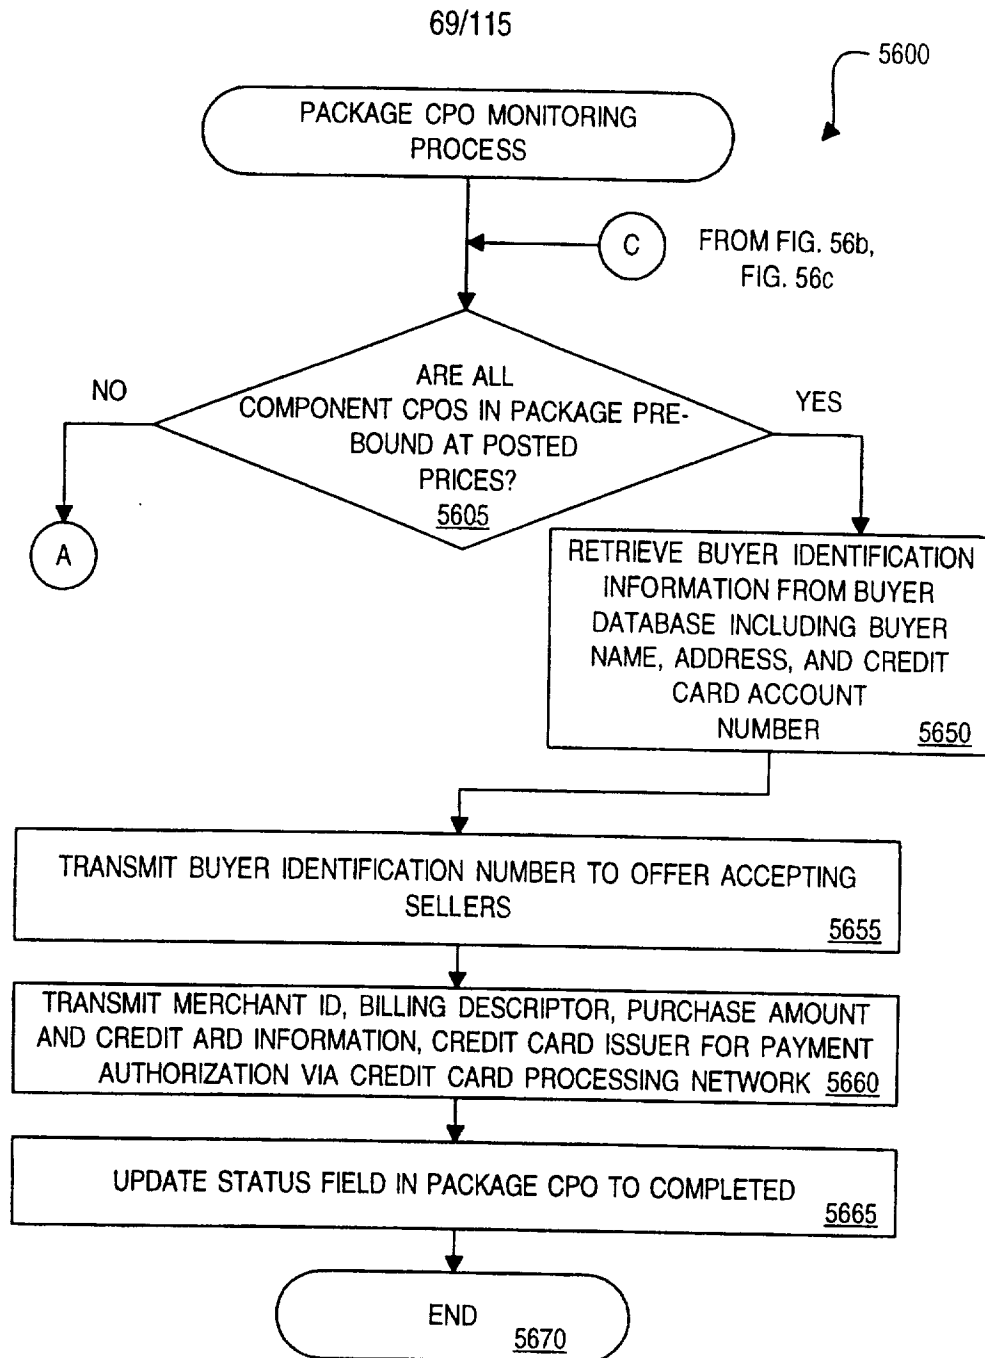 69/115
5600
PACKAGE CPO MONITORING
PROCESS
C
FROM FIG. 56b,
FIG. 56c
NO
ARE ALL
COMPONENT CPOS IN PACKAGE PRE-
BOUND AT POSTED
PRICES?
5605
YES
A
RETRIEVE BUYER IDENTIFICATION
INFORMATION FROM BUYER
DATABASE INCLUDING BUYER
NAME, ADDRESS, AND CREDIT
CARD ACCOUNT
NUMBER 5650
TRANSMIT BUYER IDENTIFICATION NUMBER TO OFFER ACCEPTING
SELLERS
5655
TRANSMIT MERCHANT ID, BILLING DESCRIPTOR, PURCHASE AMOUNT
AND CREDIT ARD INFORMATION, CREDIT CARD ISSUER FOR PAYMENT
AUTHORIZATION VIA CREDIT CARD PROCESSING NETWORK 5660
UPDATE STATUS FIELD IN PACKAGE CPO TO COMPLETED
5665
END
5670